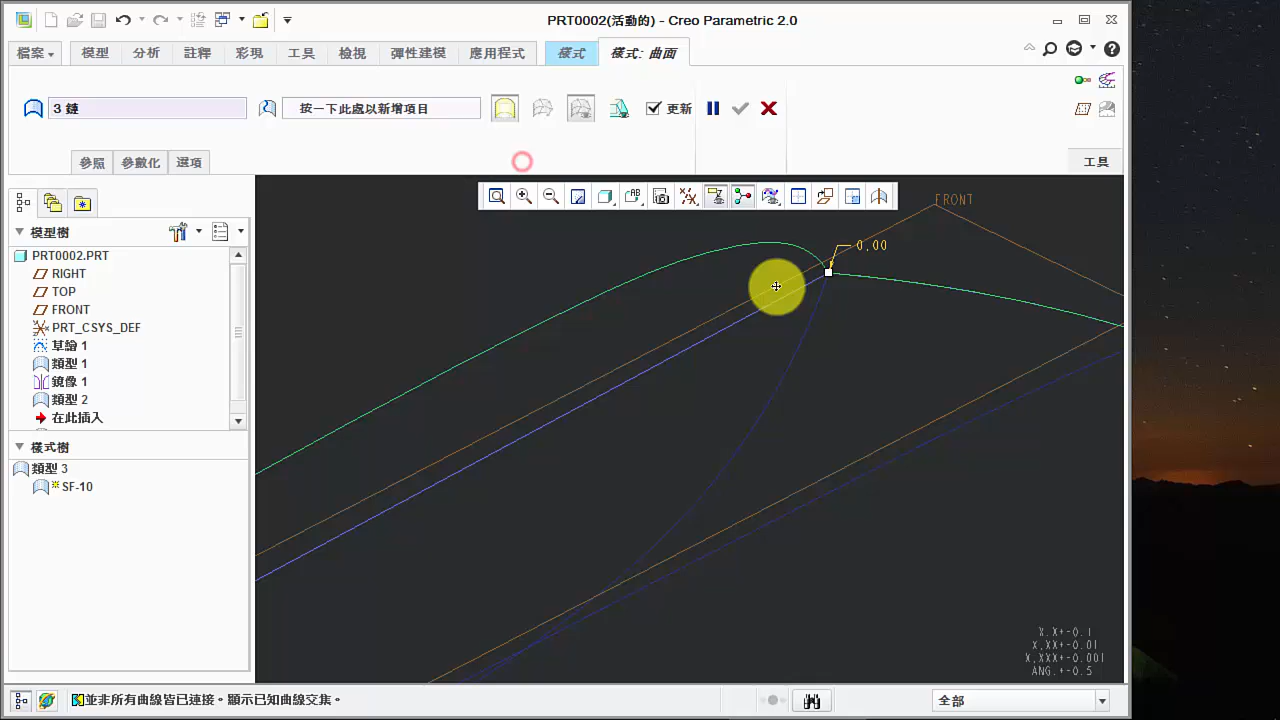 PRT0002(活動的) - Creo Parametric 2.0
檔案 模型 分析 註釋 彩現 工具 檢視 彈性建模 應用程式 樣式 樣式: 曲面
3 鏈
按一下此處以新增項目
更新
參照 參數化 選項
工具
模型樹
PRT0002.PRT
RIGHT
TOP
FRONT
PRT_CSYS_DEF
草繪 1
類型 1
鏡像 1
類型 2
在此插入
樣式樹
類型 3
SF-10
FRONT
0.00
X.X+-0.1
X.XX+-0.01
X.XXX+-0.001
ANG.+-0.5
並非所有曲線皆已連接。顯示已知曲線交集。
全部